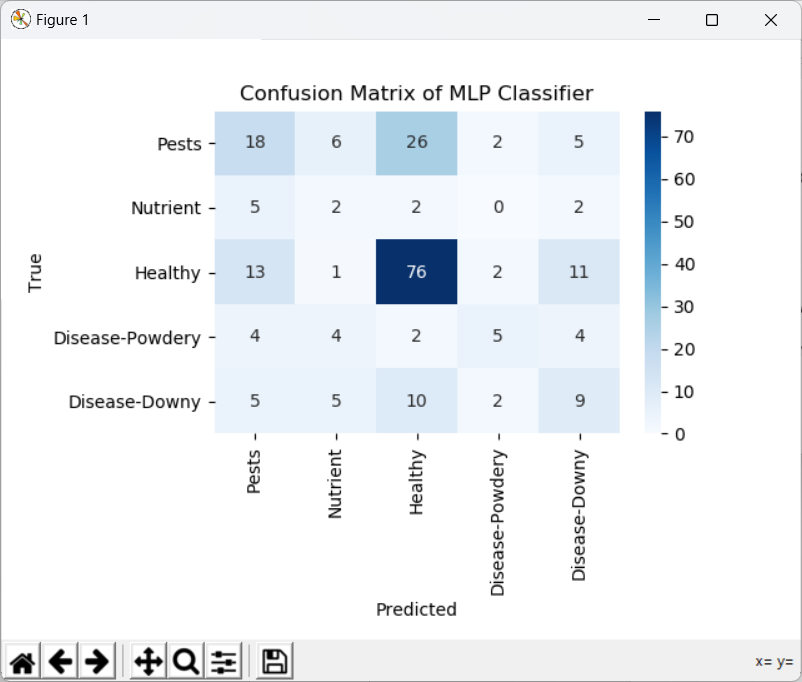 Figure 1
Confusion Matrix of MLP Classifier
Pests 18 6 26 2 5
Nutrient 5 2 2 0 2
Healthy 13 1 76 2 11
Disease-Powdery 4 4 2 5 4
Disease-Downy 5 5 10 2 9
True
Pests
Nutrient
Healthy
Disease-Powdery
Disease-Downy
Predicted
70
60
50
40
30
20
10
0
x= y=